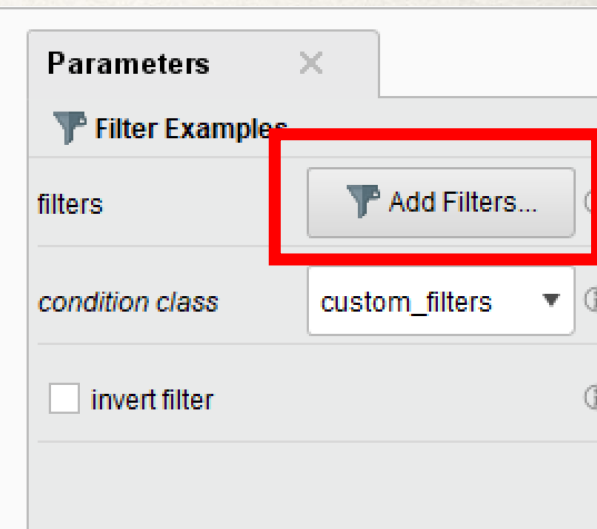 Parameters
Filter Examples
filters
Add Filters...
condition class
custom_filters
invert filter